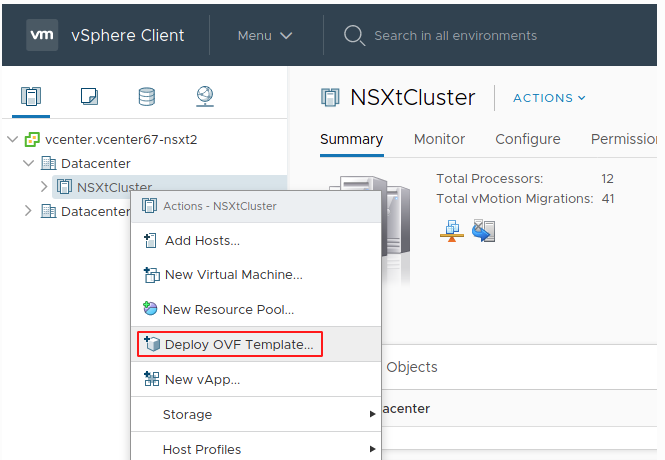 vm vSphere Client Menu Search in all environments
vcenter.vcenter67-nsxt2
Datacenter
NSXtCluster
Datacenter
NSXtCluster ACTIONS
Summary Monitor Configure Permission
Total Processors: 12
Total vMotion Migrations: 41
Actions - NSXtCluster
Add Hosts...
New Virtual Machine...
New Resource Pool...
Deploy OVF Template...
New vApp...
Storage
Host Profiles
Objects
acenter